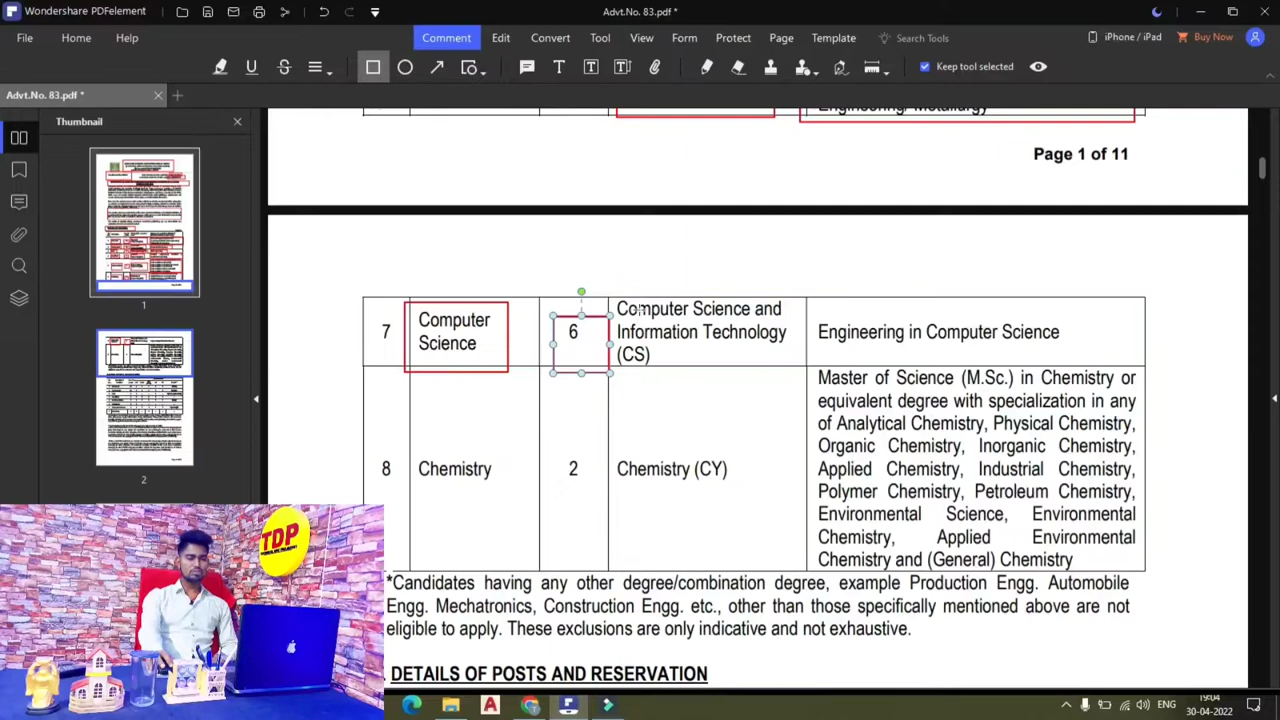 Wondershare PDFelement
Advt.No. 83.pdf *
File Home Help
Comment Edit Convert Tool View Form Protect Page Template Search Tools
iPhone / iPad Buy Now
Keep tool selected
Advt.No. 83.pdf *
Thumbnail
1
2
Engineering/ Metallurgy
Page 1 of 11
7 Computer Science 6 Computer Science and Information Technology (CS) Engineering in Computer Science
8 Chemistry 2 Chemistry (CY)
Master of Science (M.Sc.) in Chemistry or
equivalent degree with specialization in any
of Analytical Chemistry, Physical Chemistry,
Organic Chemistry, Inorganic Chemistry,
Applied Chemistry, Industrial Chemistry,
Polymer Chemistry, Petroleum Chemistry,
Environmental Science, Environmental
Chemistry, Applied Environmental
Chemistry and (General) Chemistry
*Candidates having any other degree/combination degree, example Production Engg. Automobile
Engg. Mechatronics, Construction Engg. etc., other than those specifically mentioned above are not
eligible to apply. These exclusions are only indicative and not exhaustive.
DETAILS OF POSTS AND RESERVATION
TDP
ENG
19:04
30-04-2022